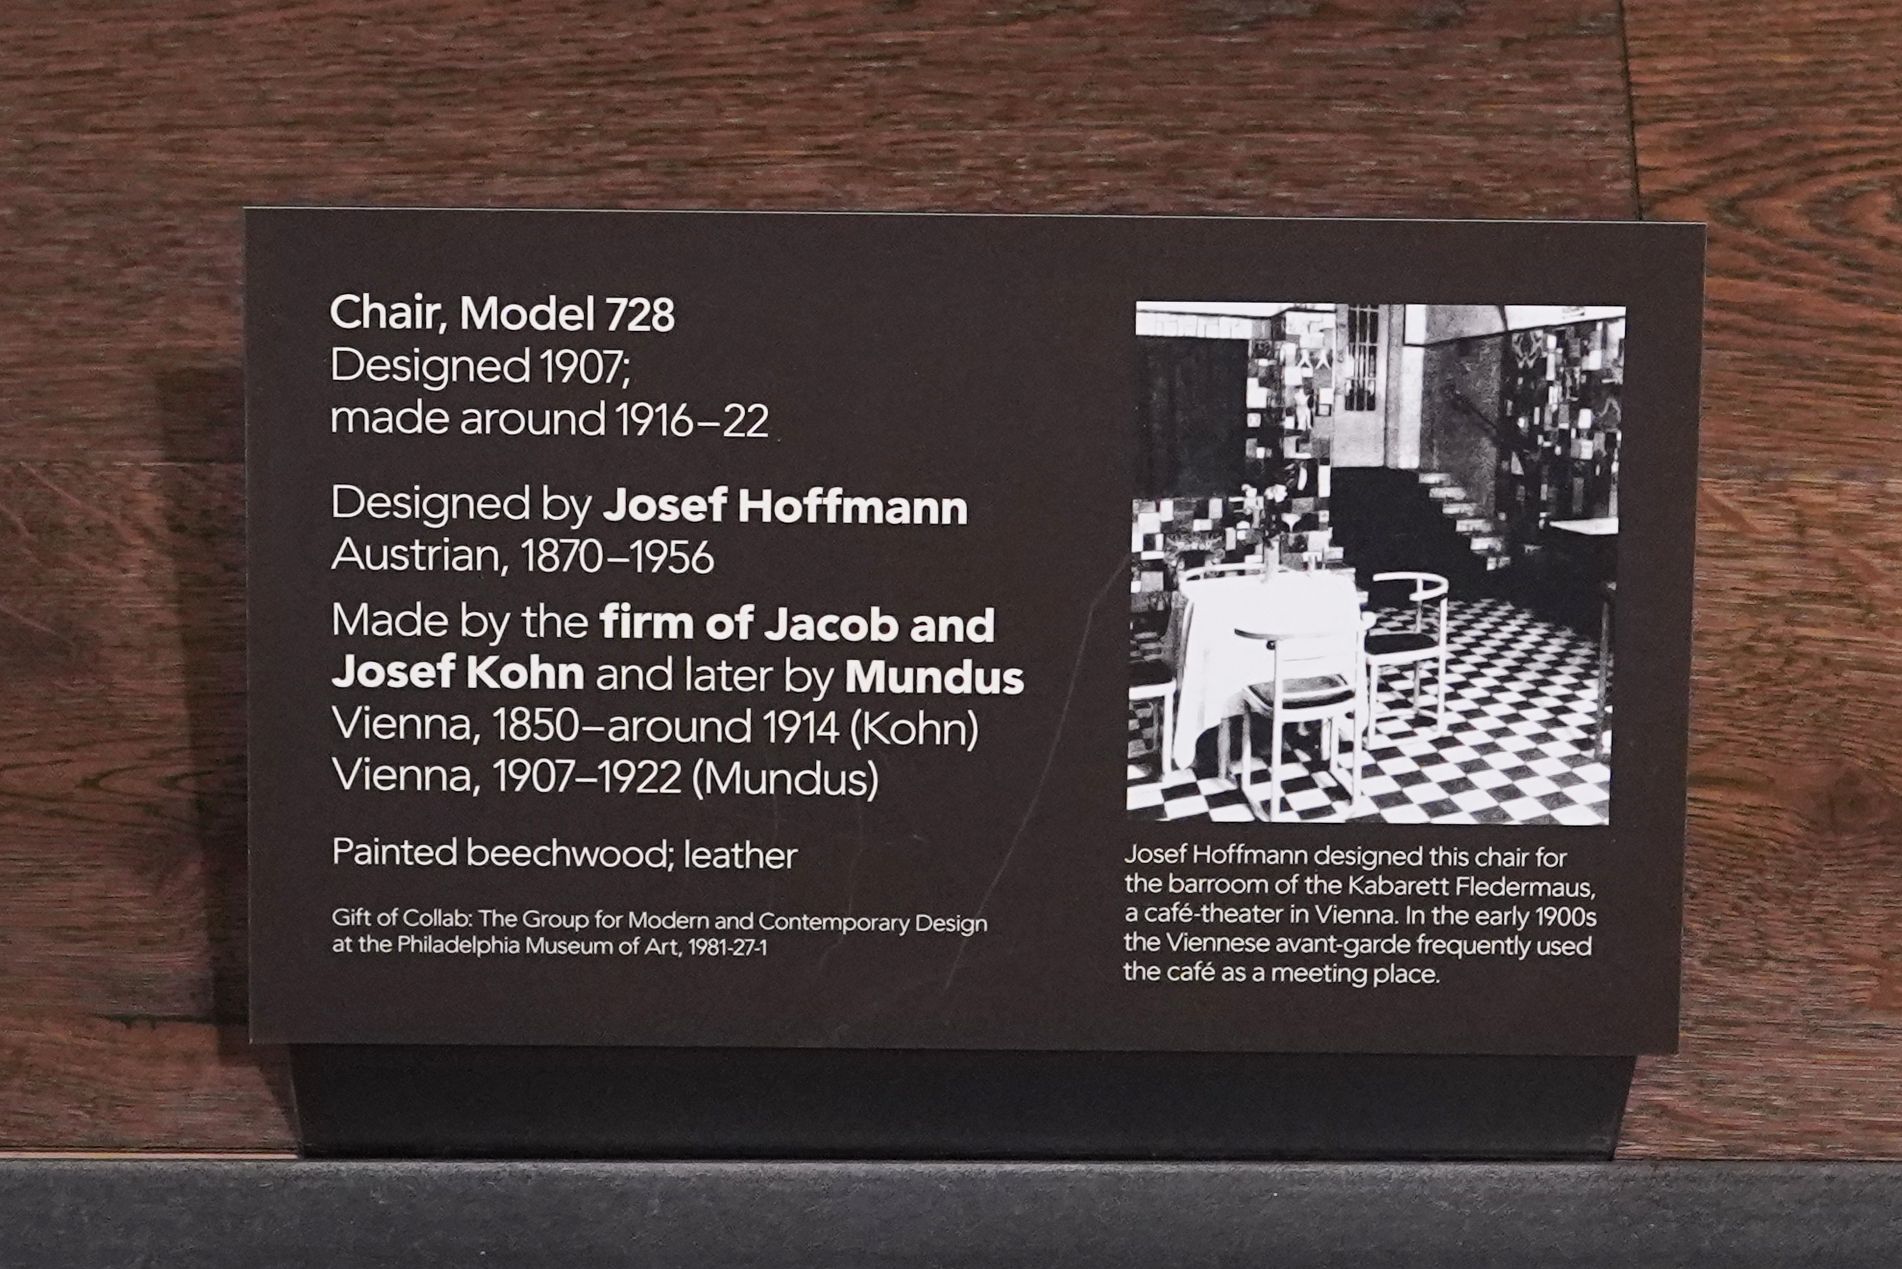 Chair, Model 728
Designed 1907;
made around 1916–22
Designed by Josef Hoffmann
Austrian, 1870–1956
Made by the firm of Jacob and
Josef Kohn and later by Mundus
Vienna, 1850–around 1914 (Kohn)
Vienna, 1907–1922 (Mundus)
Painted beechwood; leather
Gift of Collab: The Group for Modern and Contemporary Design
at the Philadelphia Museum of Art, 1981-27-1
Josef Hoffmann designed this chair for
the barroom of the Kabarett Fledermaus,
a café-theater in Vienna. In the early 1900s
the Viennese avant-garde frequently used
the café as a meeting place.